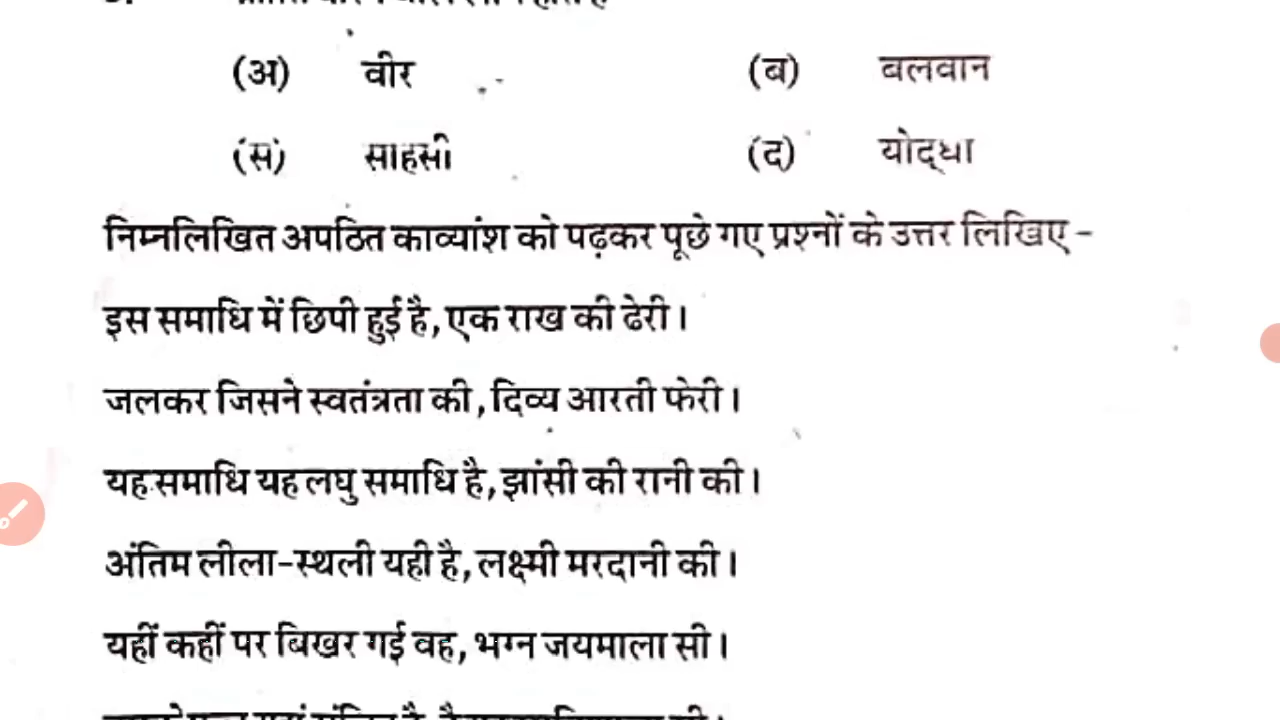 (अ) वीर (ब) बलवान
(स) साहसी (द) योद्धा
निम्नलिखित अपठित काव्यांश को पढ़कर पूछे गए प्रश्नों के उत्तर लिखिए -
इस समाधि में छिपी हुई है, एक राख की ढेरी।
जलकर जिसने स्वतंत्रता की, दिव्य आरती फेरी।
यह समाधि यह लघु समाधि है, झांसी की रानी की।
अंतिम लीला-स्थली यही है, लक्ष्मी मरदानी की।
यहीं कहीं पर बिखर गई वह, भग्न जयमाला सी।